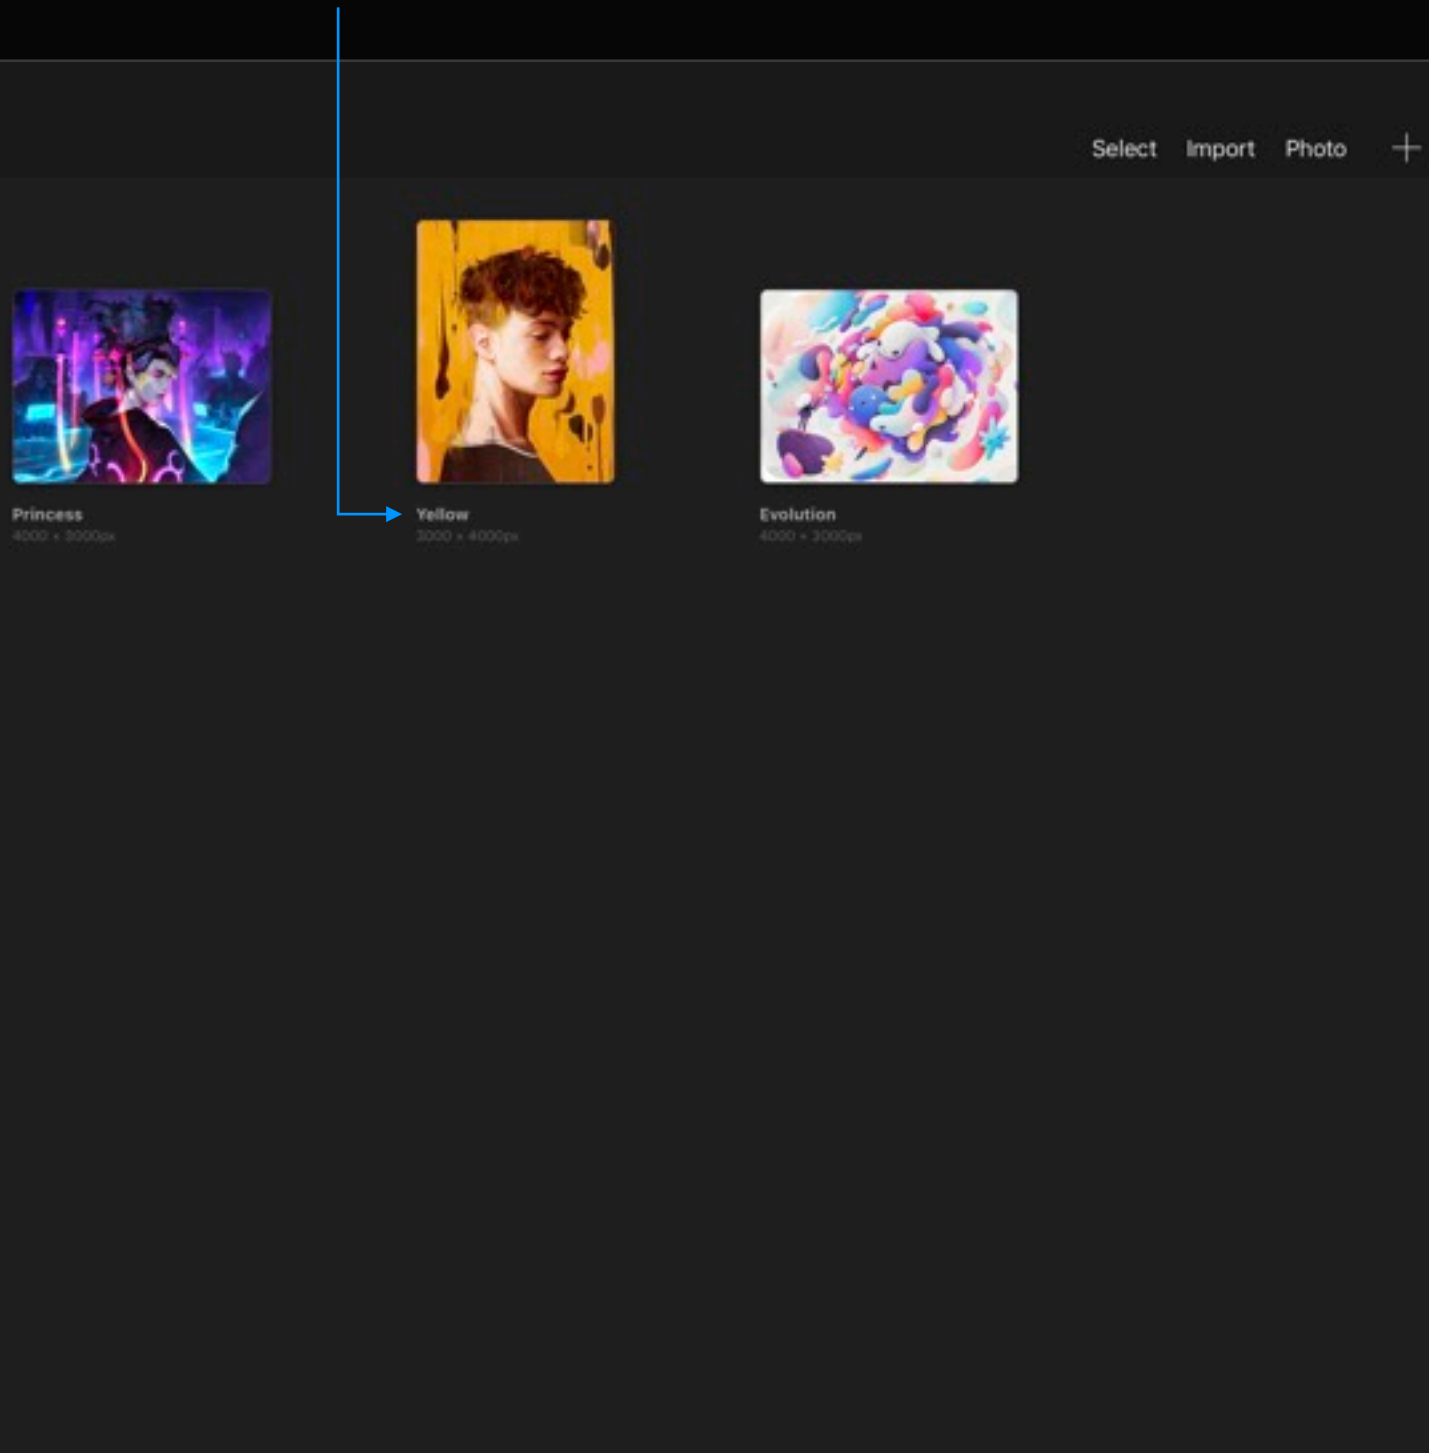 Select Import Photo
Princess
4000 × 3000px
Yellow
3000 × 4000px
Evolution
4000 × 3000px